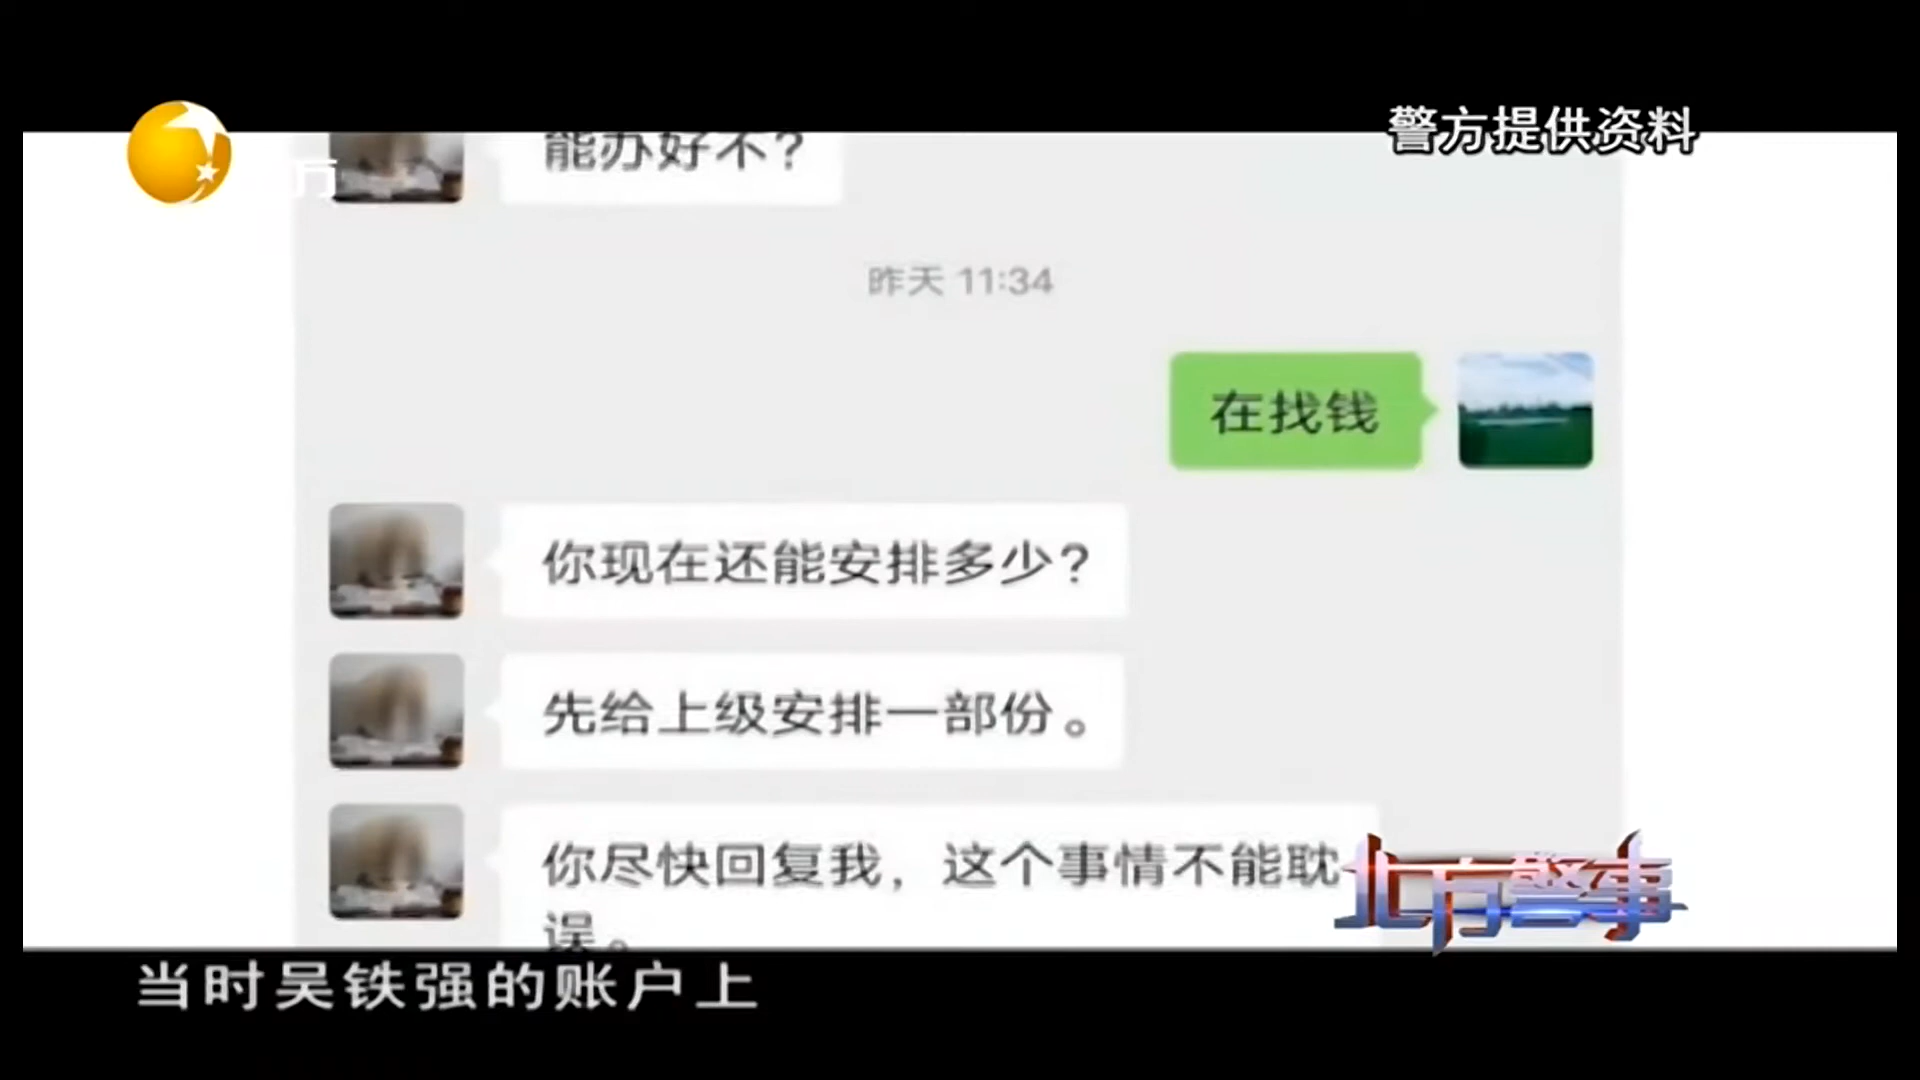 警方提供资料
方
能办好不?
昨天 11:34
在找钱
你现在还能安排多少?
先给上级安排一部份。
你尽快回复我，这个事情不能耽
误。
北方警事
当时吴铁强的账户上